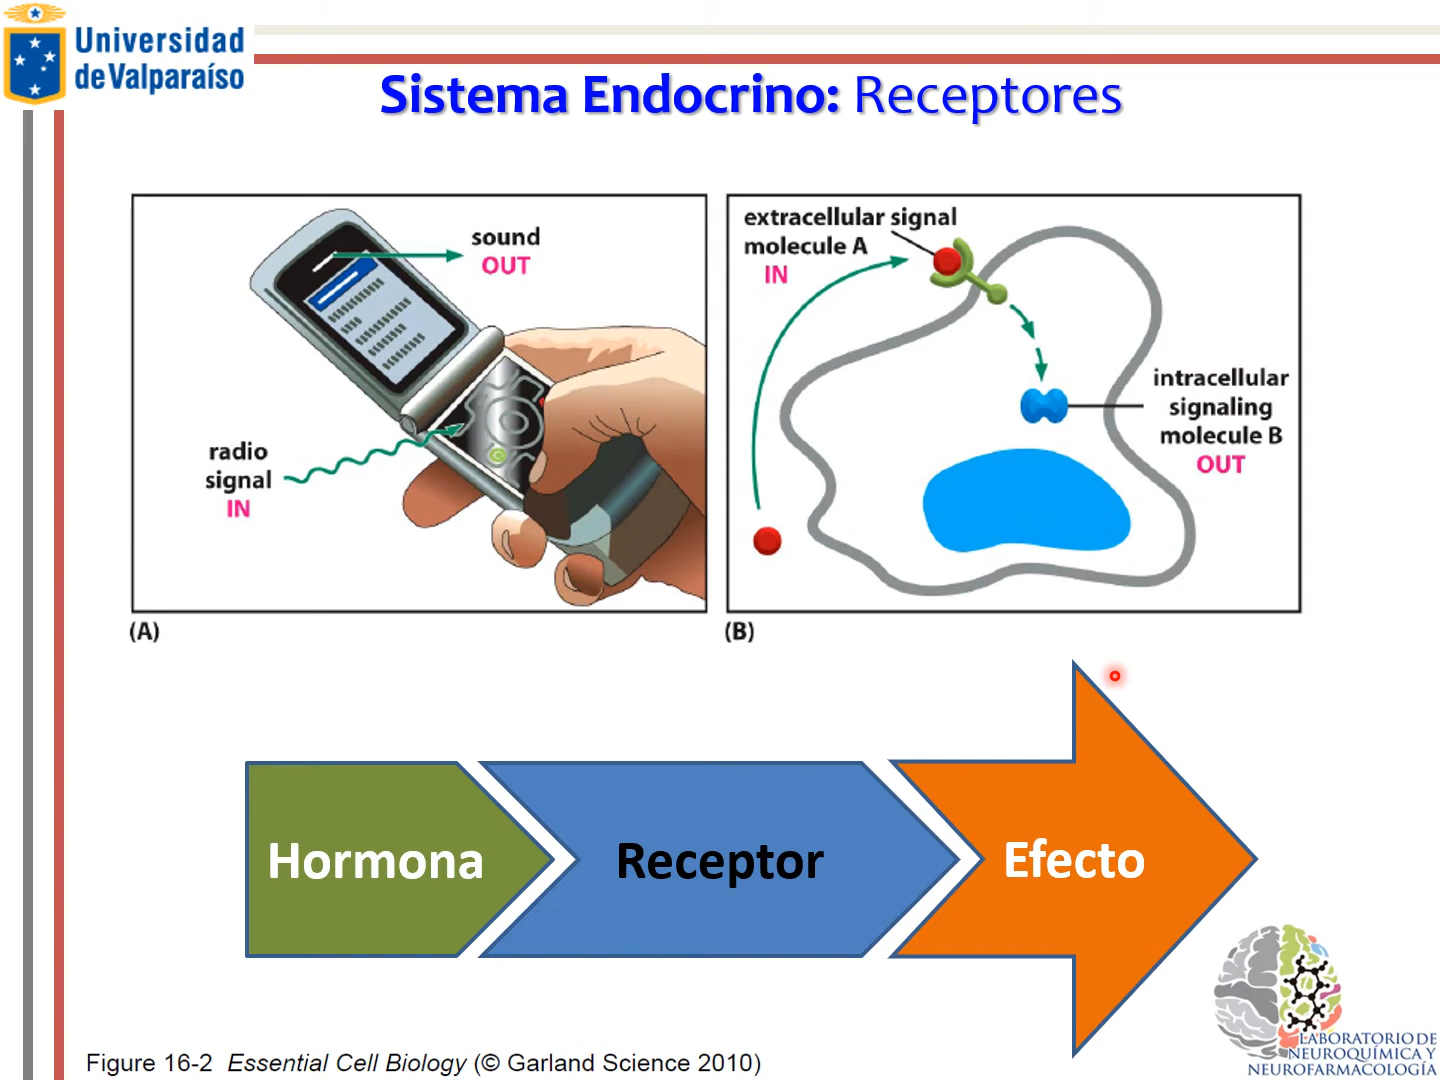 Universidad
de Valparaíso
Sistema Endocrino: Receptores
sound
OUT
radio
signal
IN
(A)
extracellular signal
molecule A
IN
intracellular
signaling
molecule B
OUT
(B)
Hormona
Receptor
Efecto
Figure 16-2 Essential Cell Biology (© Garland Science 2010)
LABORATORIO DE
NEUROQUÍMICA Y
NEUROFARMACOLOGÍA